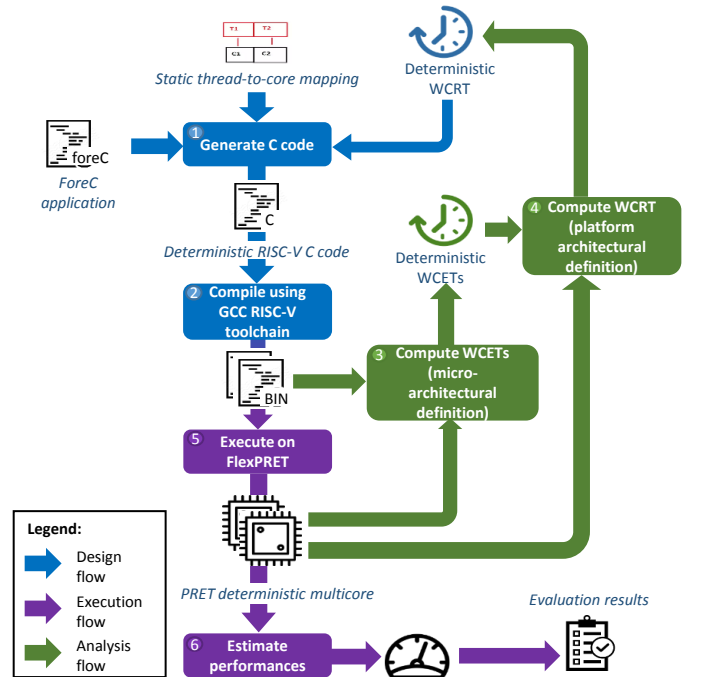 T1 T2
C1 C2
Static thread-to-core mapping
Deterministic
WCRT
1
Generate C code
foreC
ForeC
application
C
Deterministic RISC-V C code
2 Compile using
GCC RISC-V
toolchain
4 Compute WCRT
(platform
architectural
definition)
Deterministic
WCETs
3 Compute WCETs
(micro-
architectural
definition)
BIN
5 Execute on
FlexPRET
Legend:
Design
flow
Execution
flow
Analysis
flow
PRET deterministic multicore
Evaluation results
6 Estimate
performances